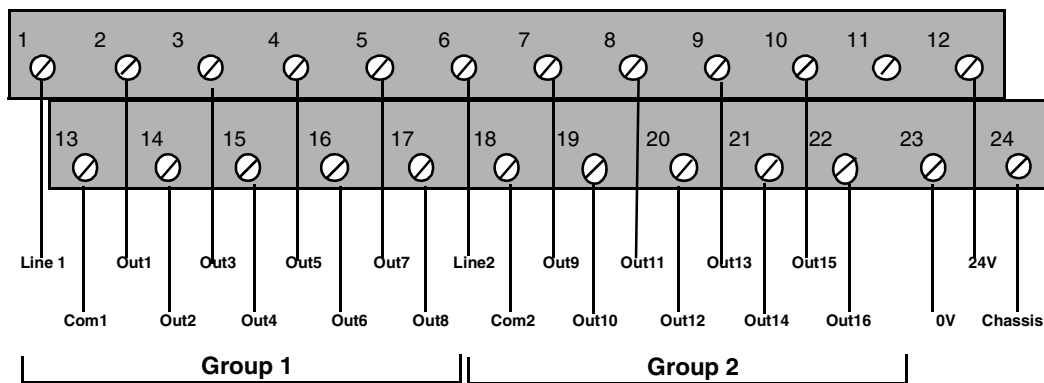 1 2 3 4 5 6 7 8 9 10 11 12
13 14 15 16 17 18 19 20 21 22 23 24
Line 1 Out1 Out3 Out5 Out7 Line2 Out9 Out11 Out13 Out15 24V
Com1 Out2 Out4 Out6 Out8 Com2 Out10 Out12 Out14 Out16 0V Chassis
Group 1 Group 2